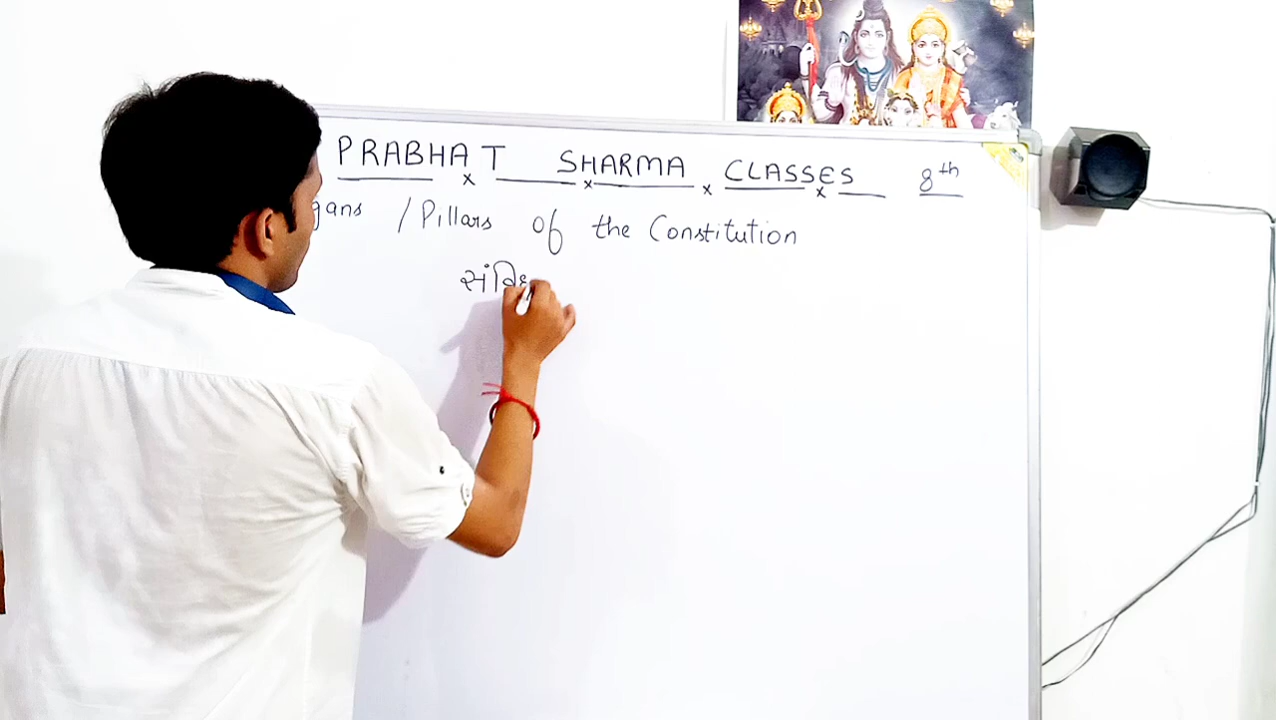 PRABHAT SHARMA CLASSES 8th
gans / Pillars of the Constitution
संविध